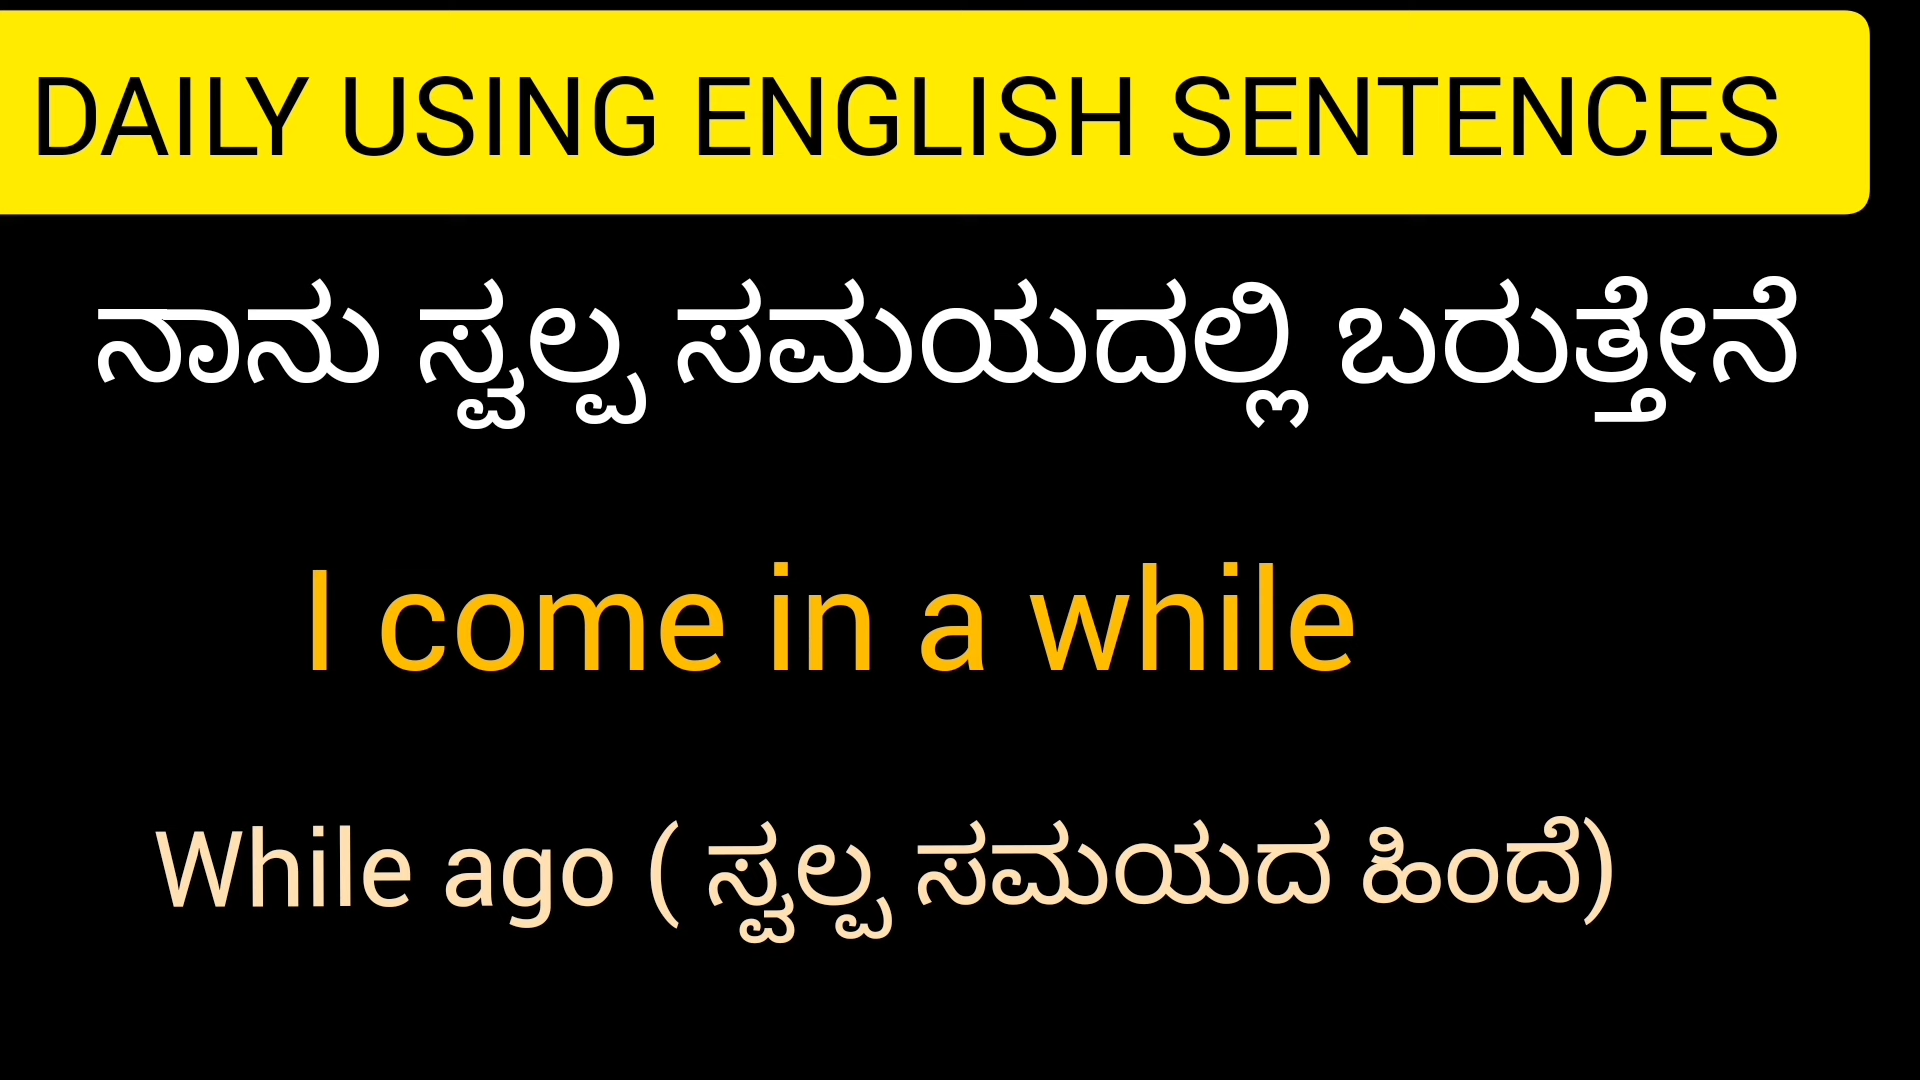 DAILY USING ENGLISH SENTENCES
ನಾನು ಸ್ವಲ್ಪ ಸಮಯದಲ್ಲಿ ಬರುತ್ತೇನೆ
I come in a while
While ago ( ಸ್ವಲ್ಪ ಸಮಯದ ಹಿಂದೆ)